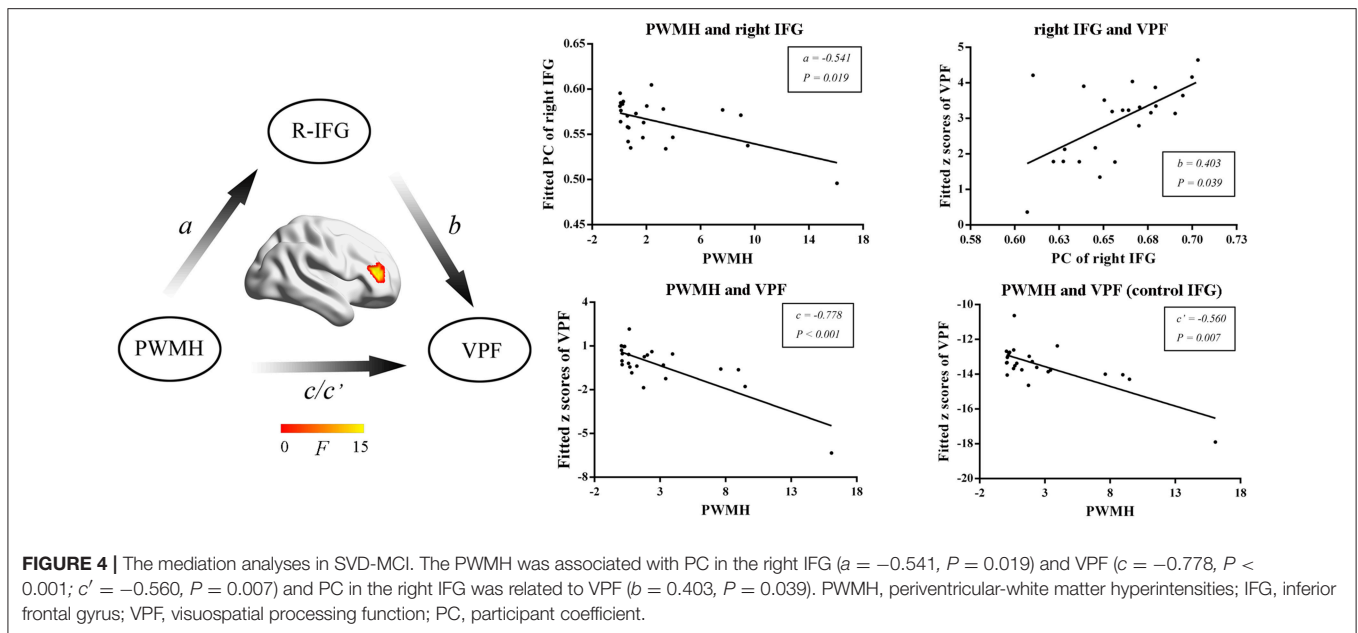 R-IFG
a
b
PWMH
VPF
c/c’
0 F 15
PWMH and right IFG
a = -0.541
P = 0.019
Fitted PC of right IFG
0.65
0.60
0.55
0.50
0.45
-2 2 6 10 14 18
PWMH
right IFG and VPF
b = 0.403
P = 0.039
Fitted z scores of VPF
5
4
3
2
1
0
0.58 0.60 0.63 0.65 0.68 0.70 0.73
PC of right IFG
PWMH and VPF
c = -0.778
P < 0.001
Fitted z scores of VPF
4
1
-2
-5
-8
-2 3 8 13 18
PWMH
PWMH and VPF (control IFG)
c’ = -0.560
P = 0.007
Fitted z scores of VPF
-10
-12
-14
-16
-18
-20
-2 3 8 13 18
PWMH
FIGURE 4 | The mediation analyses in SVD-MCI. The PWMH was associated with PC in the right IFG (a = −0.541, P = 0.019) and VPF (c = −0.778, P <
0.001; c′ = −0.560, P = 0.007) and PC in the right IFG was related to VPF (b = 0.403, P = 0.039). PWMH, periventricular-white matter hyperintensities; IFG, inferior
frontal gyrus; VPF, visuospatial processing function; PC, participant coefficient.